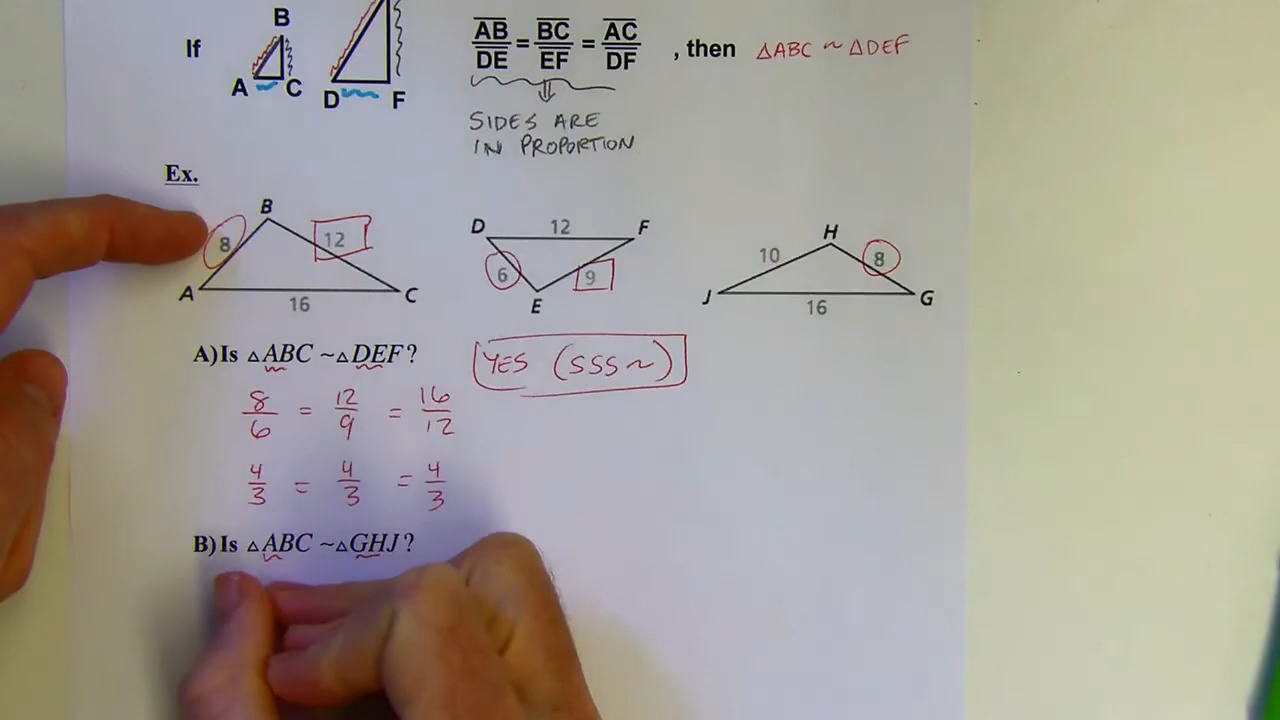 B
If
AB/DE = BC/EF = AC/DF , then △ABC ~ △DEF
A C D F
SIDES ARE
IN PROPORTION
Ex.
B
8 12
A C
16
D 12 F
6 9
E
H
10 8
J G
16
A) Is △ABC ~ △DEF?
YES (SSS~)
8/6 = 12/9 = 16/12
4/3 = 4/3 = 4/3
B) Is △ABC ~ △GHJ?